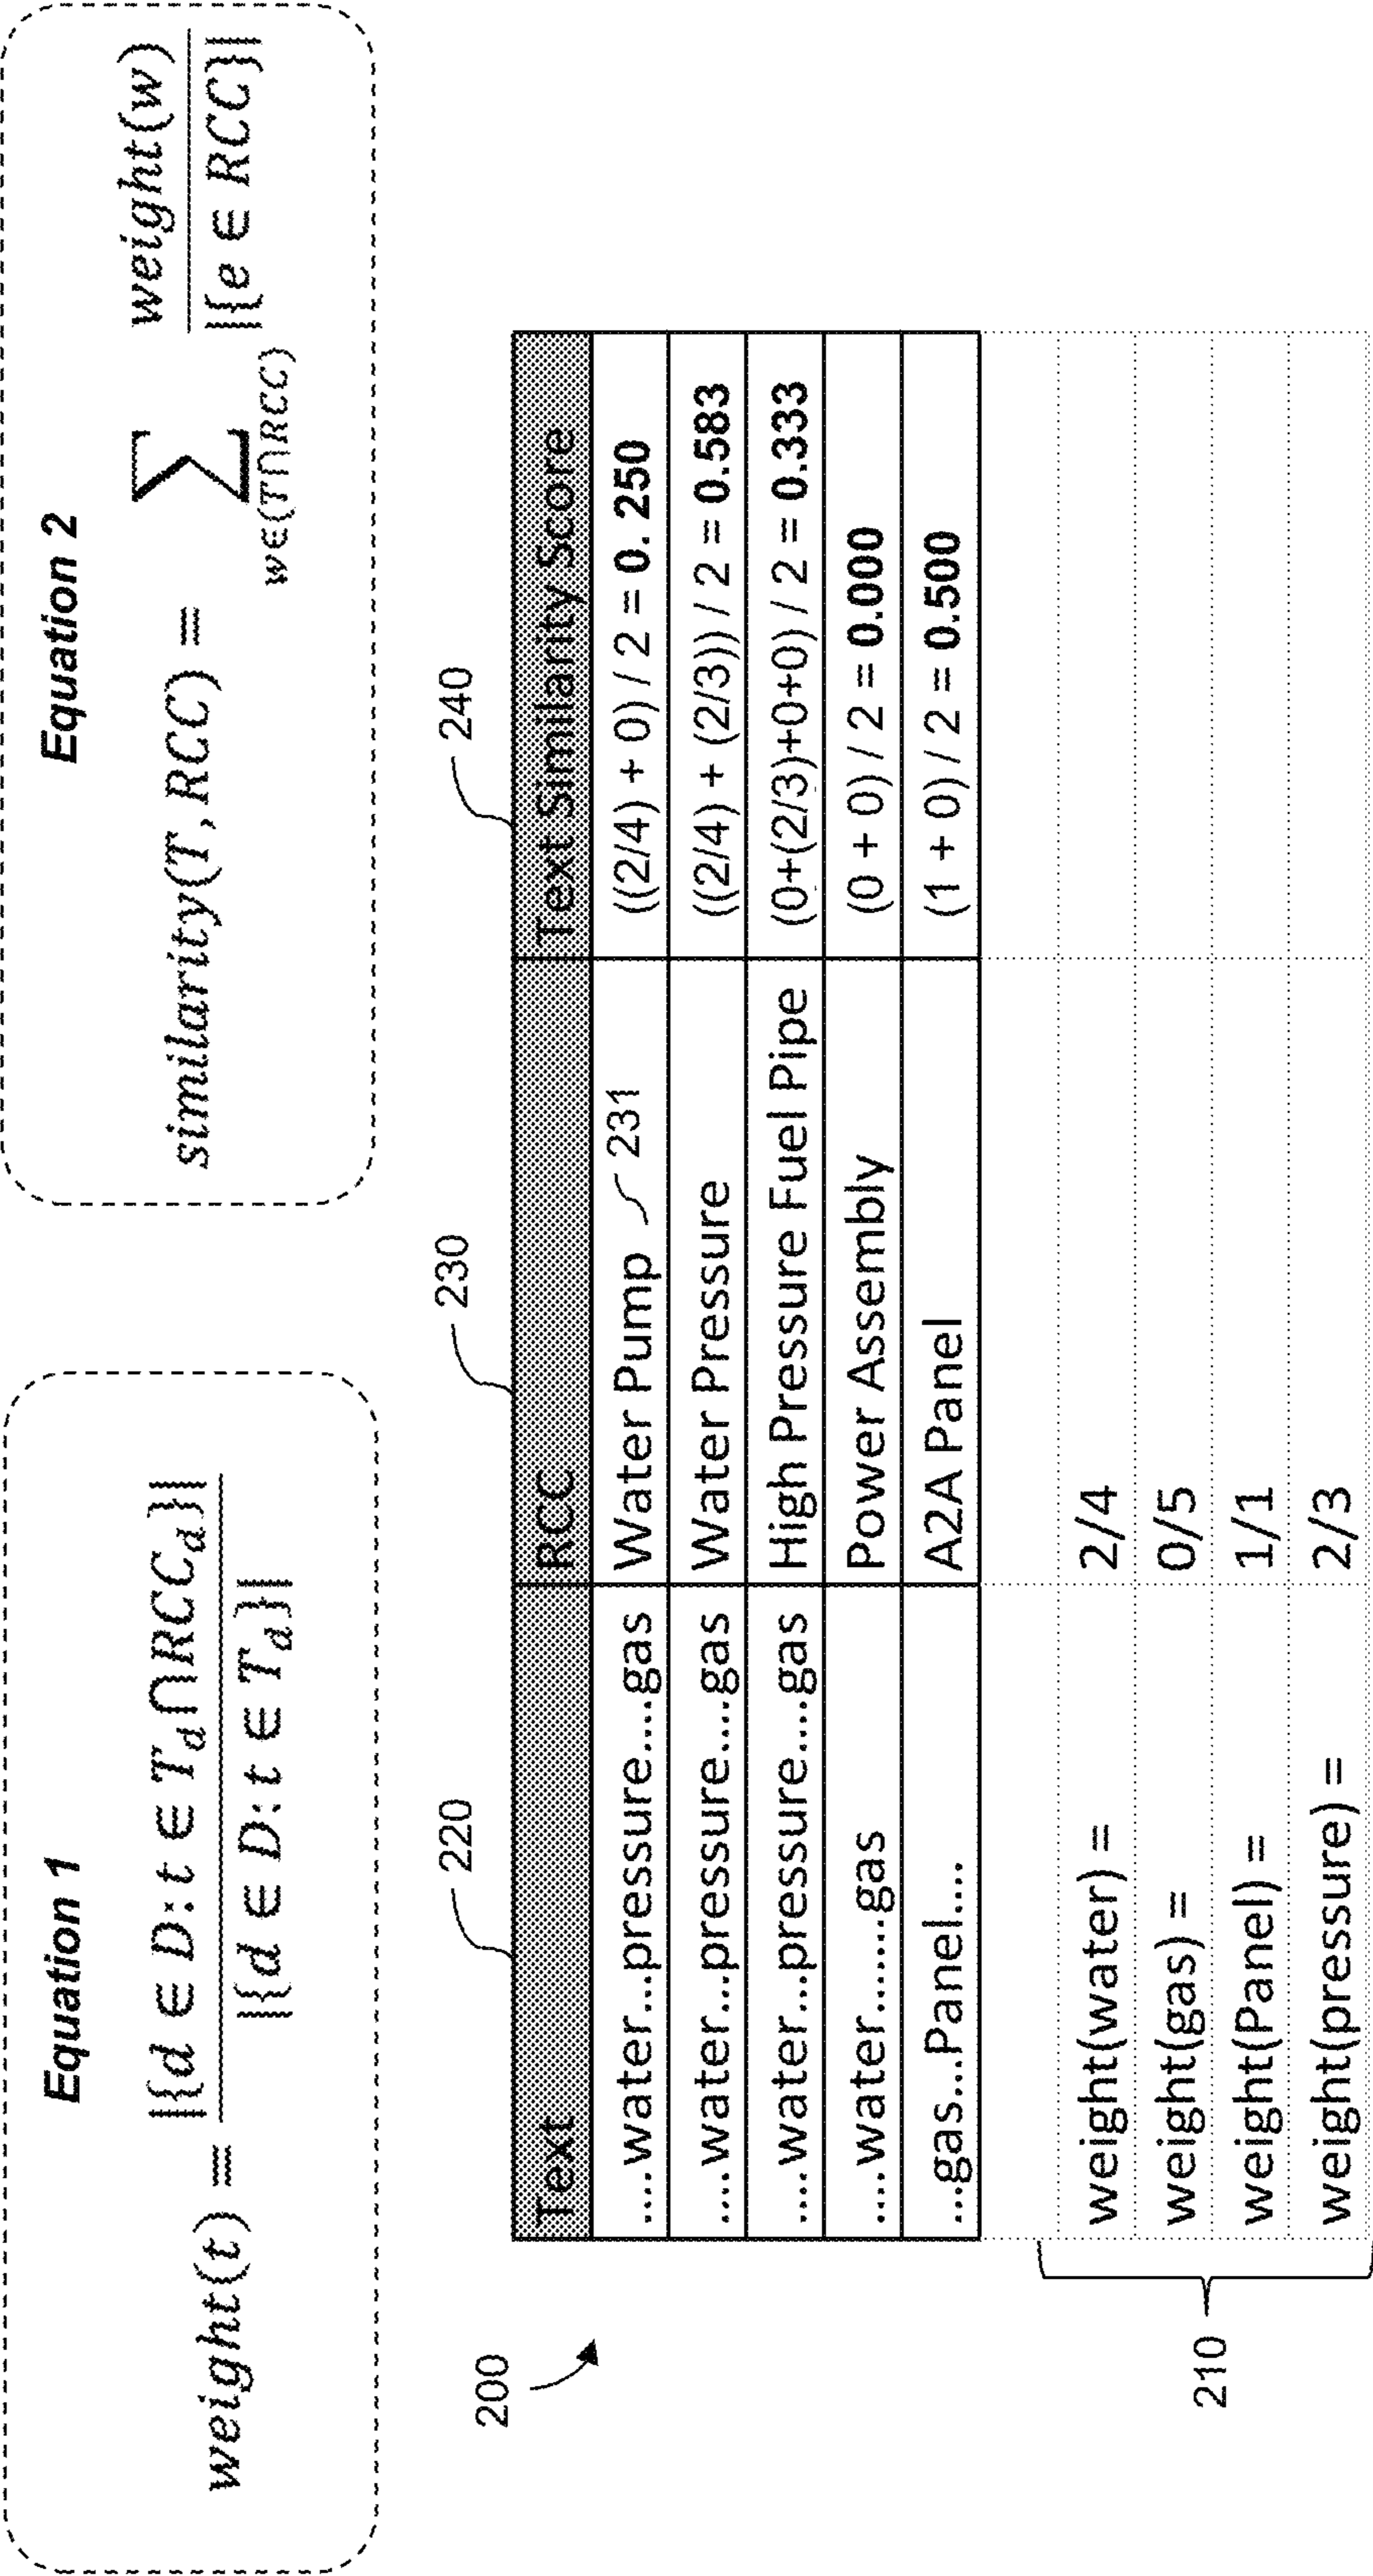 Equation 1
weight(t) ≡ |{d ∈ D: t ∈ T_d ⋂ RCC_d}| / |{d ∈ D: t ∈ T_d}|
Equation 2
similarity(T, RCC) ≡ ∑ w∈(T⋂RCC) weight(w) / |{e ∈ RCC}|
200
220
230
240
Text RCC Text Similarity Score
....water...pressure....gas Water Pump 231 ((2/4) + 0) / 2 = 0. 250
....water...pressure....gas Water Pressure ((2/4) + (2/3)) / 2 = 0.583
....water...pressure....gas High Pressure Fuel Pipe (0+(2/3)+0+0) / 2 = 0.333
....water.......gas Power Assembly (0 + 0) / 2 = 0.000
...gas...Panel.... A2A Panel (1 + 0) / 2 = 0.500
210
weight(water) = 2/4
weight(gas) = 0/5
weight(Panel) = 1/1
weight(pressure) = 2/3